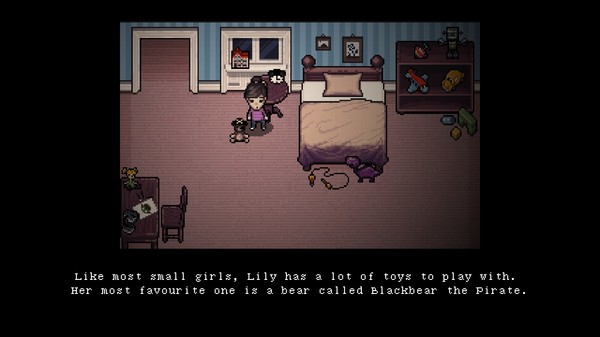 Like most small girls, Lily has a lot of toys to play with.
Her most favourite one is a bear called Blackbear the Pirate.